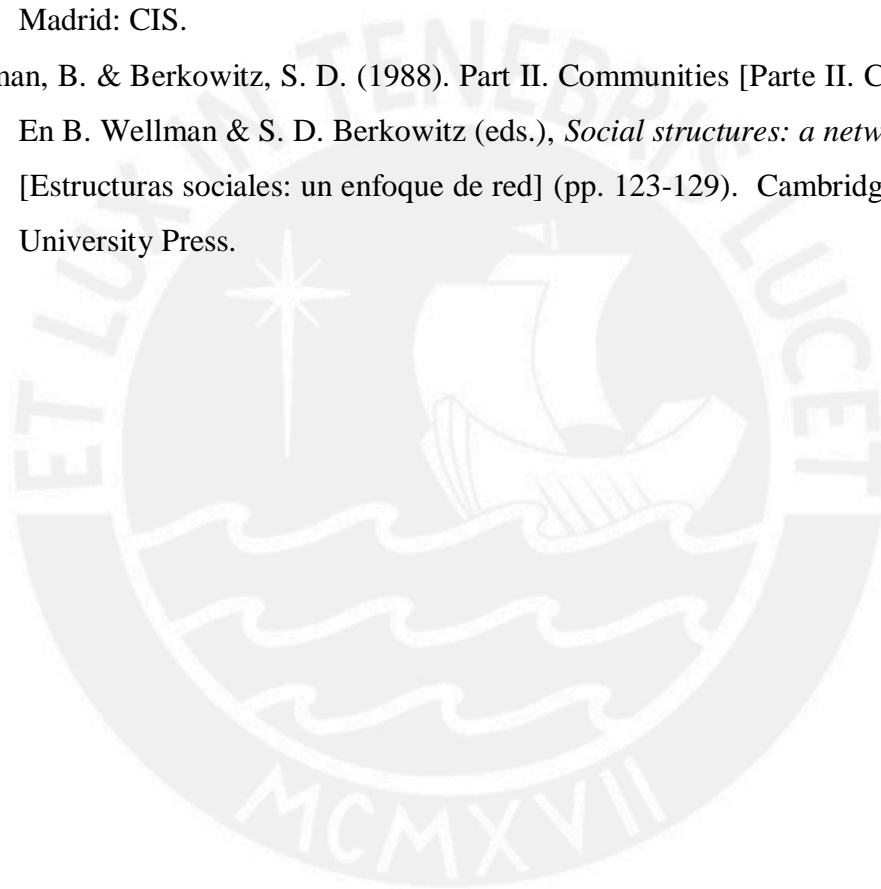 Madrid: CIS.
man, B. & Berkowitz, S. D. (1988). Part II. Communities [Parte II. C
En B. Wellman & S. D. Berkowitz (eds.), Social structures: a netw
[Estructuras sociales: un enfoque de red] (pp. 123-129). Cambridg
University Press.
ET LUX IN TENEBRIS LUCET
MCMXVII